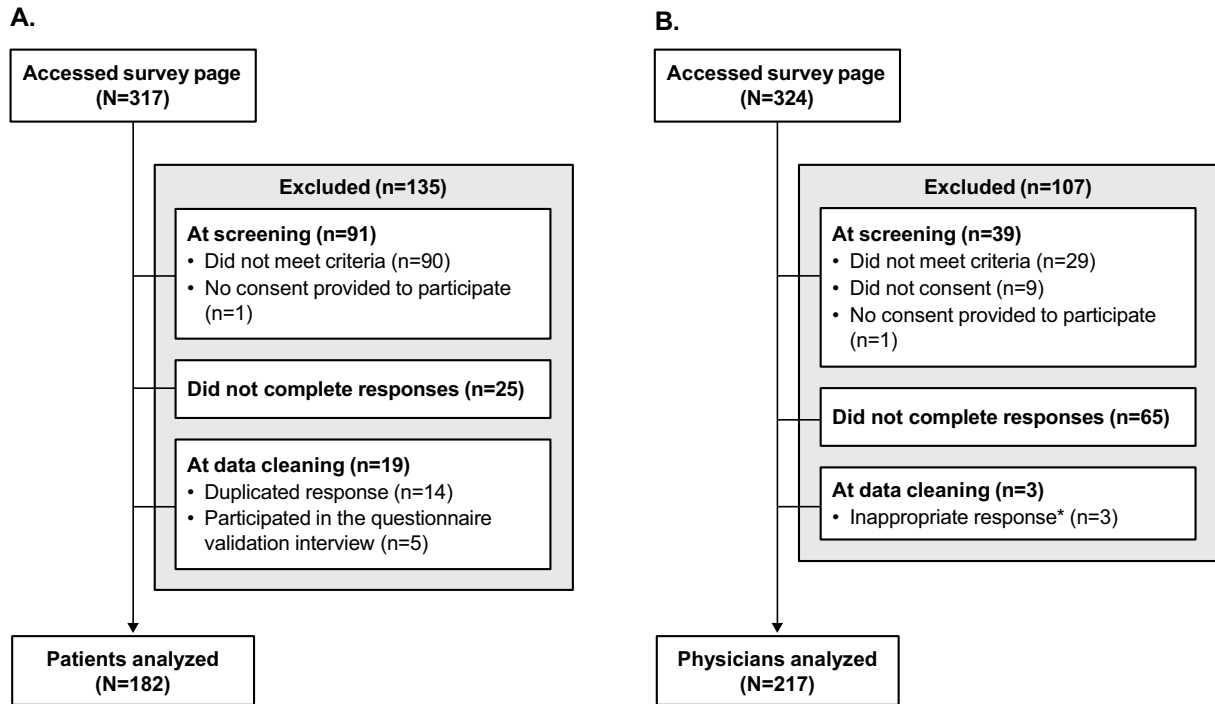 A.
Accessed survey page
(N=317)
Excluded (n=135)
At screening (n=91)
• Did not meet criteria (n=90)
• No consent provided to participate
(n=1)
Did not complete responses (n=25)
At data cleaning (n=19)
• Duplicated response (n=14)
• Participated in the questionnaire
validation interview (n=5)
Patients analyzed
(N=182)
B.
Accessed survey page
(N=324)
Excluded (n=107)
At screening (n=39)
• Did not meet criteria (n=29)
• Did not consent (n=9)
• No consent provided to participate
(n=1)
Did not complete responses (n=65)
At data cleaning (n=3)
• Inappropriate response* (n=3)
Physicians analyzed
(N=217)